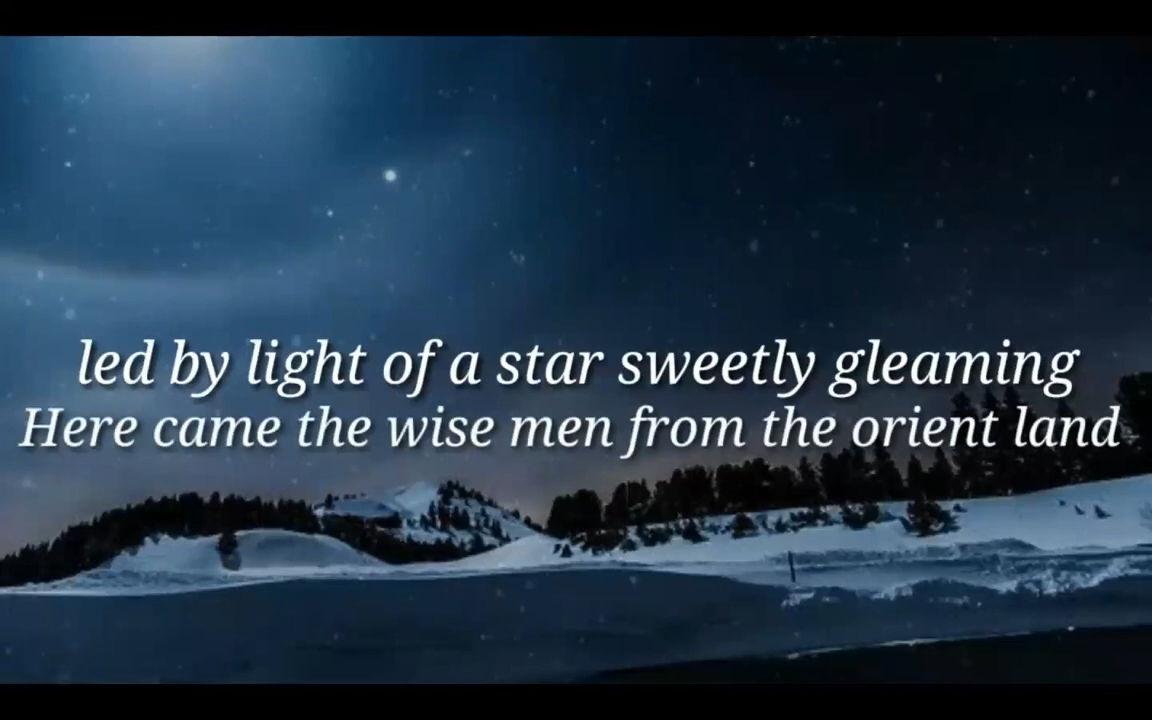 led by light of a star sweetly gleaming
Here came the wise men from the orient land